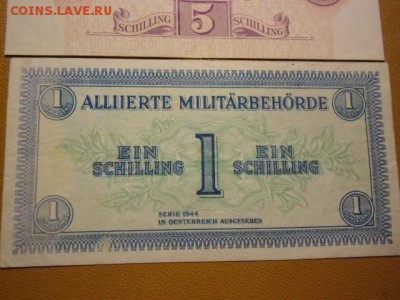 COINS.LAVE.RU
SCHILLING 5 SCHILLING
1 ALLIIERTE MILITÄRBEHÖRDE 1
EIN SCHILLING 1 EIN SCHILLING
SERIE 1944
IN OESTERREICH AUSGEGEBEN
1 1